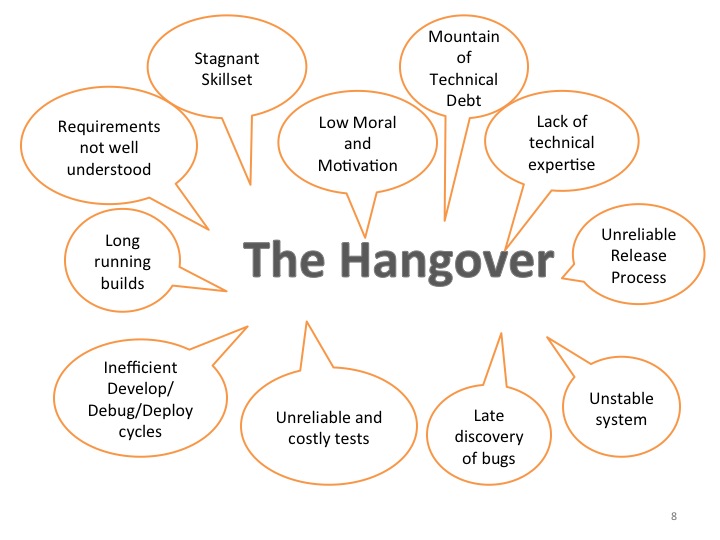 Stagnant
Skillset
Mountain
of
Technical
Debt
Requirements
not well
understood
Low Moral
and
Motivation
Lack of
technical
expertise
Long
running
builds
The Hangover
Unreliable
Release
Process
Inefficient
Develop/
Debug/Deploy
cycles
Unreliable and
costly tests
Late
discovery
of bugs
Unstable
system
8